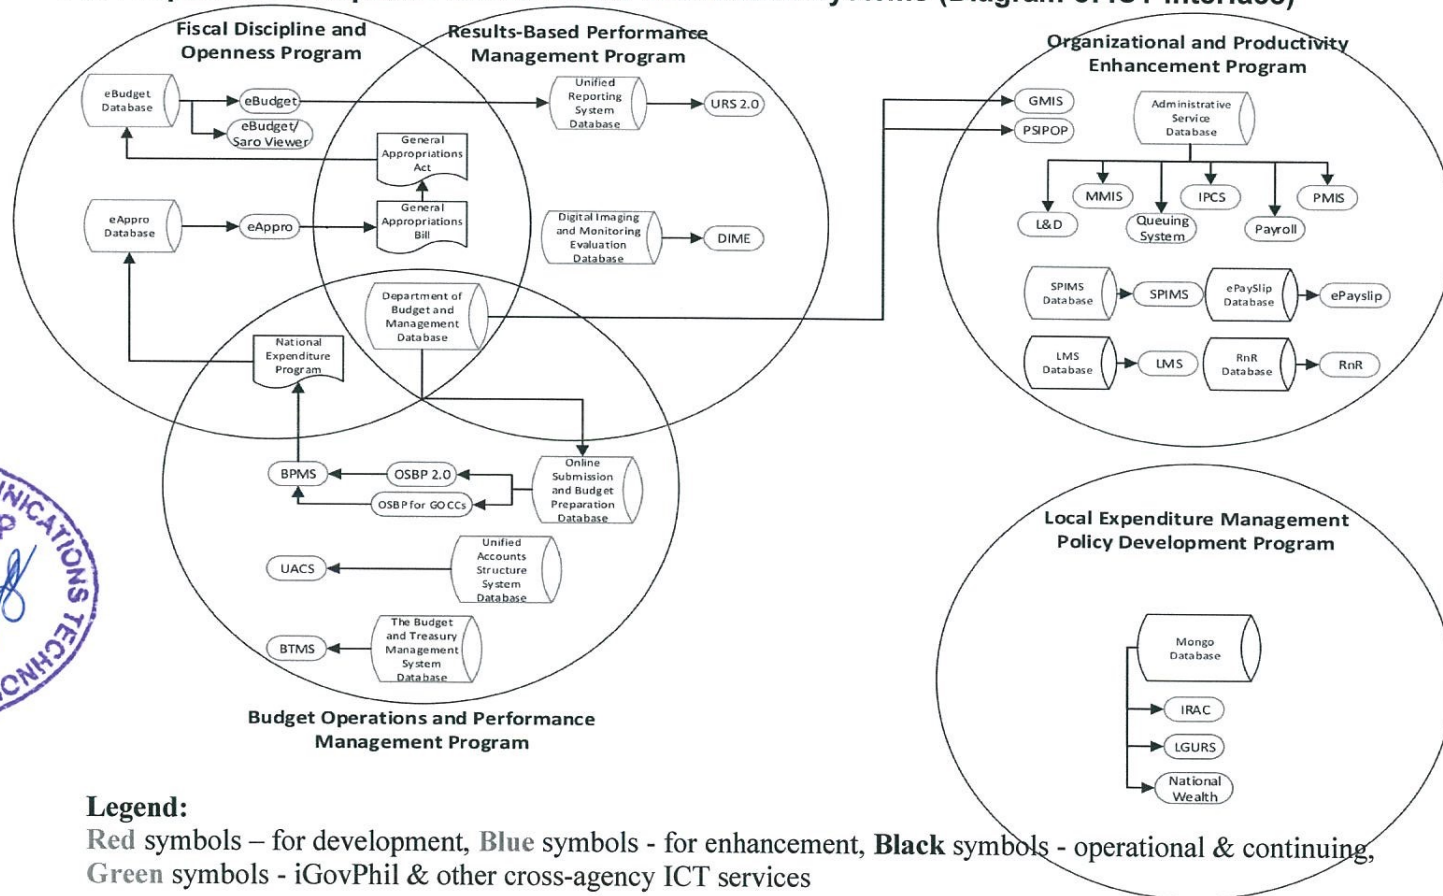 (Diagram of ICT Interface)
Fiscal Discipline and
Openness Program
Results-Based Performance
Management Program
Organizational and Productivity
Enhancement Program
eBudget
Database
eBudget
eBudget/
Saro Viewer
Unified
Reporting
System
Database
URS 2.0
General
Appropriations
Act
General
Appropriations
Bill
eAppro
Database
eAppro
Digital Imaging
and Monitoring
Evaluation
Database
DIME
Department of
Budget and
Management
Database
National
Expenditure
Program
GMIS
PSIPOP
Administrative
Service
Database
L&D
MMIS
Queuing
System
IPCS
Payroll
PMIS
SPIMS
Database
SPIMS
ePaySlip
Database
ePayslip
LMS
Database
LMS
RnR
Database
RnR
BPMS
OSBP 2.0
OSBP for GOCCs
Online
Submission
and Budget
Preparation
Database
UACS
Unified
Accounts
Structure
System
Database
BTMS
The Budget
and Treasury
Management
System
Database
Budget Operations and Performance
Management Program
Local Expenditure Management
Policy Development Program
Mongo
Database
IRAC
LGURS
National
Wealth
Legend:
Red symbols – for development, Blue symbols - for enhancement, Black symbols - operational & continuing,
Green symbols - iGovPhil & other cross-agency ICT services